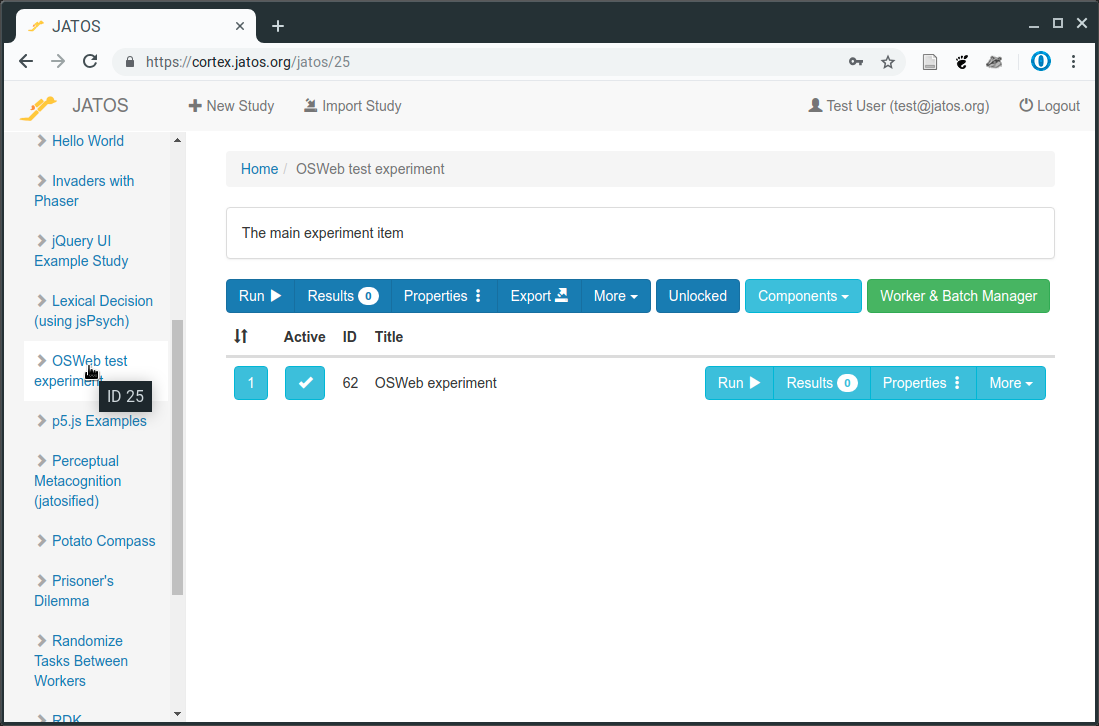 JATOS
https://cortex.jatos.org/jatos/25
JATOS
New Study
Import Study
Test User (test@jatos.org)
Logout
Hello World
Invaders with
Phaser
jQuery UI
Example Study
Lexical Decision
(using jsPsych)
OSWeb test
experiment
ID 25
p5.js Examples
Perceptual
Metacognition
(jatosified)
Potato Compass
Prisoner's
Dilemma
Randomize
Tasks Between
Workers
RDK
Home / OSWeb test experiment
The main experiment item
Run Results 0 Properties Export More Unlocked Components Worker & Batch Manager
Active ID Title
1 62 OSWeb experiment Run Results 0 Properties More